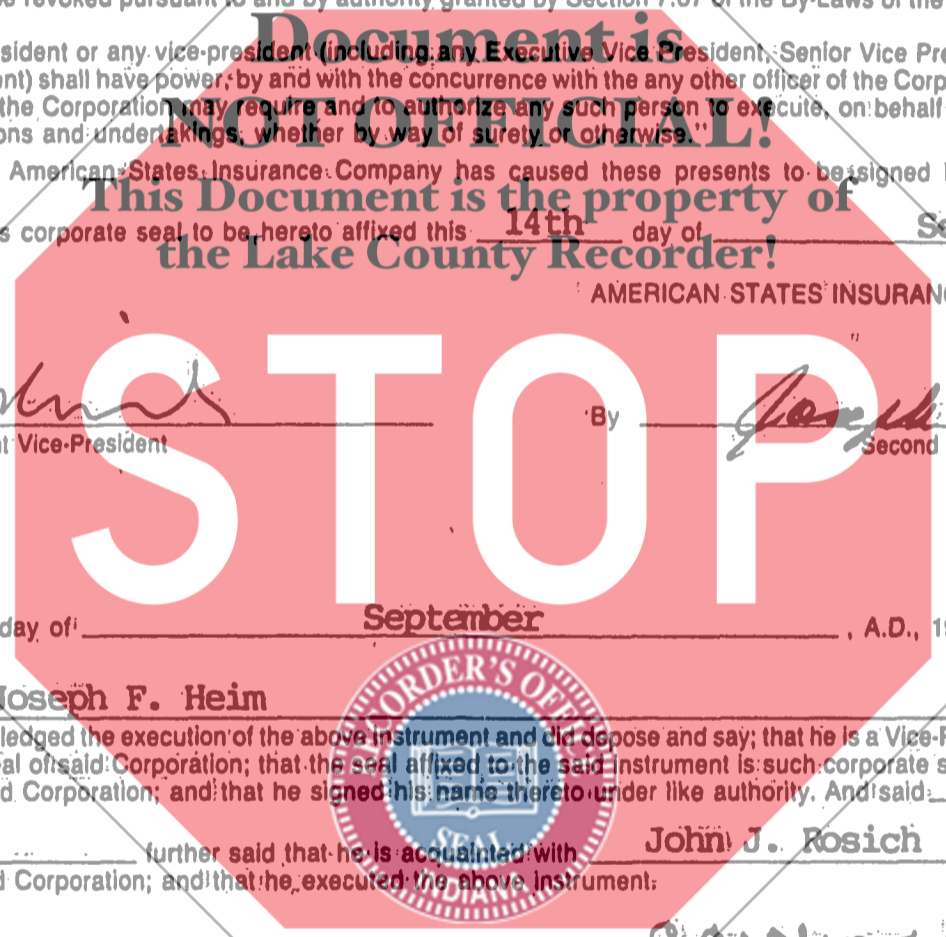 be revoked pursuant to and by authority granted by Section 7.07 of the By-Laws of the
Document is
sident or any vice-president (including any Executive Vice President, Senior Vice Pre
ent) shall have power, by and with the concurrence with the any other officer of the Corp
the Corporation may require and to authorize any such person to execute, on behalf
NOT OFFICIAL!
ons and undertakings, whether by way of surety or otherwise."
American States Insurance Company has caused these presents to be signed
This Document is the property of
s corporate seal to be hereto affixed this 14th day of Se
the Lake County Recorder!
AMERICAN STATES INSURAN
STOP
By Joseph
t Vice-President
Second
day of September , A.D., 19
Joseph F. Heim
RECORDER'S OFFICE
ledged the execution of the above instrument and did depose and say; that he is a Vice-P
al of said Corporation; that the seal affixed to the said instrument is such corporate s
d Corporation; and that he signed his name thereto under like authority. And said
SEAL
further said that he is acquainted with John J. Rosich
d Corporation; and that he executed the above instrument.
INDIANA